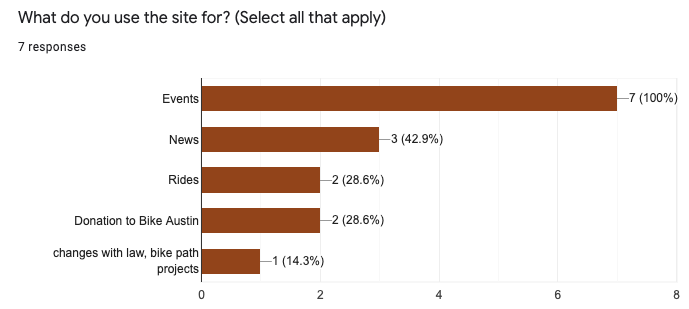 What do you use the site for? (Select all that apply)
7 responses
Events
7 (100%)
News
3 (42.9%)
Rides
2 (28.6%)
Donation to Bike Austin
2 (28.6%)
changes with law, bike path
projects
1 (14.3%)
0
2
4
6
8